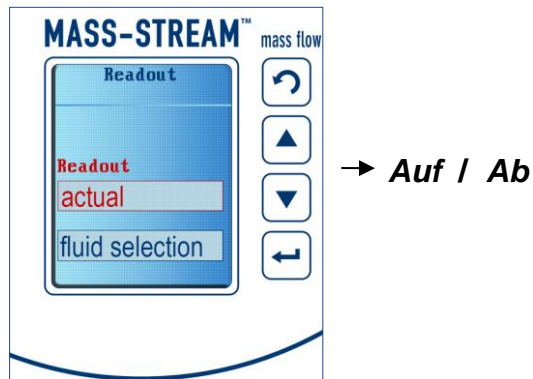 MASS-STREAM™ mass flow
Readout
Readout
actual
fluid selection
Auf / Ab